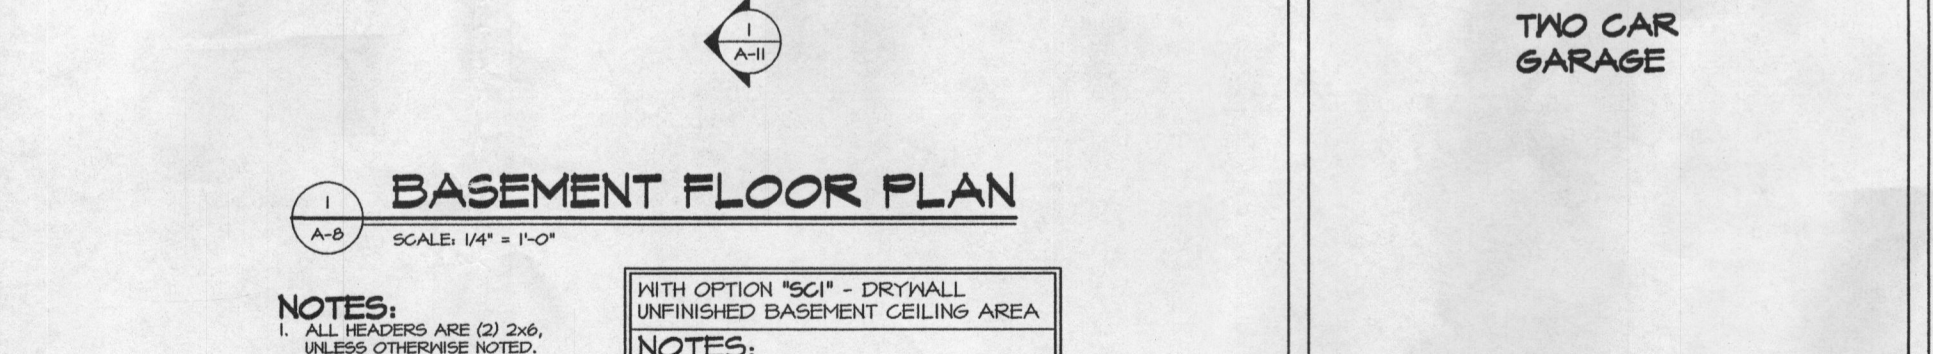 1
A-11
TWO CAR
GARAGE
1
A-8
BASEMENT FLOOR PLAN
SCALE: 1/4" = 1'-0"
NOTES:
1. ALL HEADERS ARE (2) 2x6,
UNLESS OTHERWISE NOTED.
WITH OPTION "SC1" - DRYWALL
UNFINISHED BASEMENT CEILING AREA
NOTES: